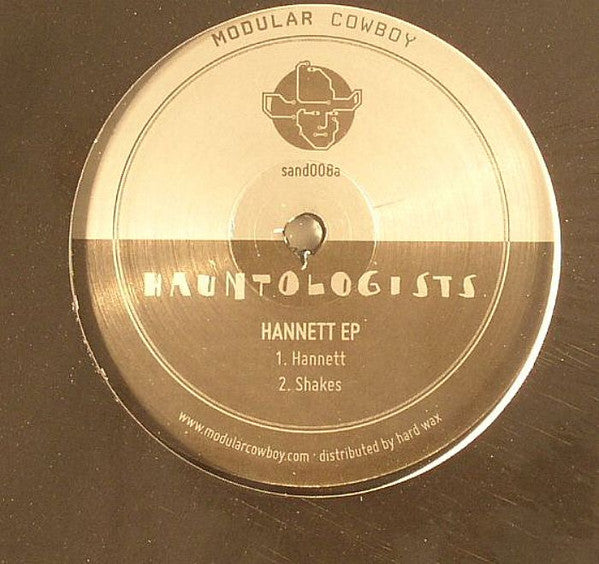 MODULAR COWBOY
sand008a
HAUNTOLOGISTS
HANNETT EP
1. Hannett
2. Shakes
www.modularcowboy.com · distributed by hard wax